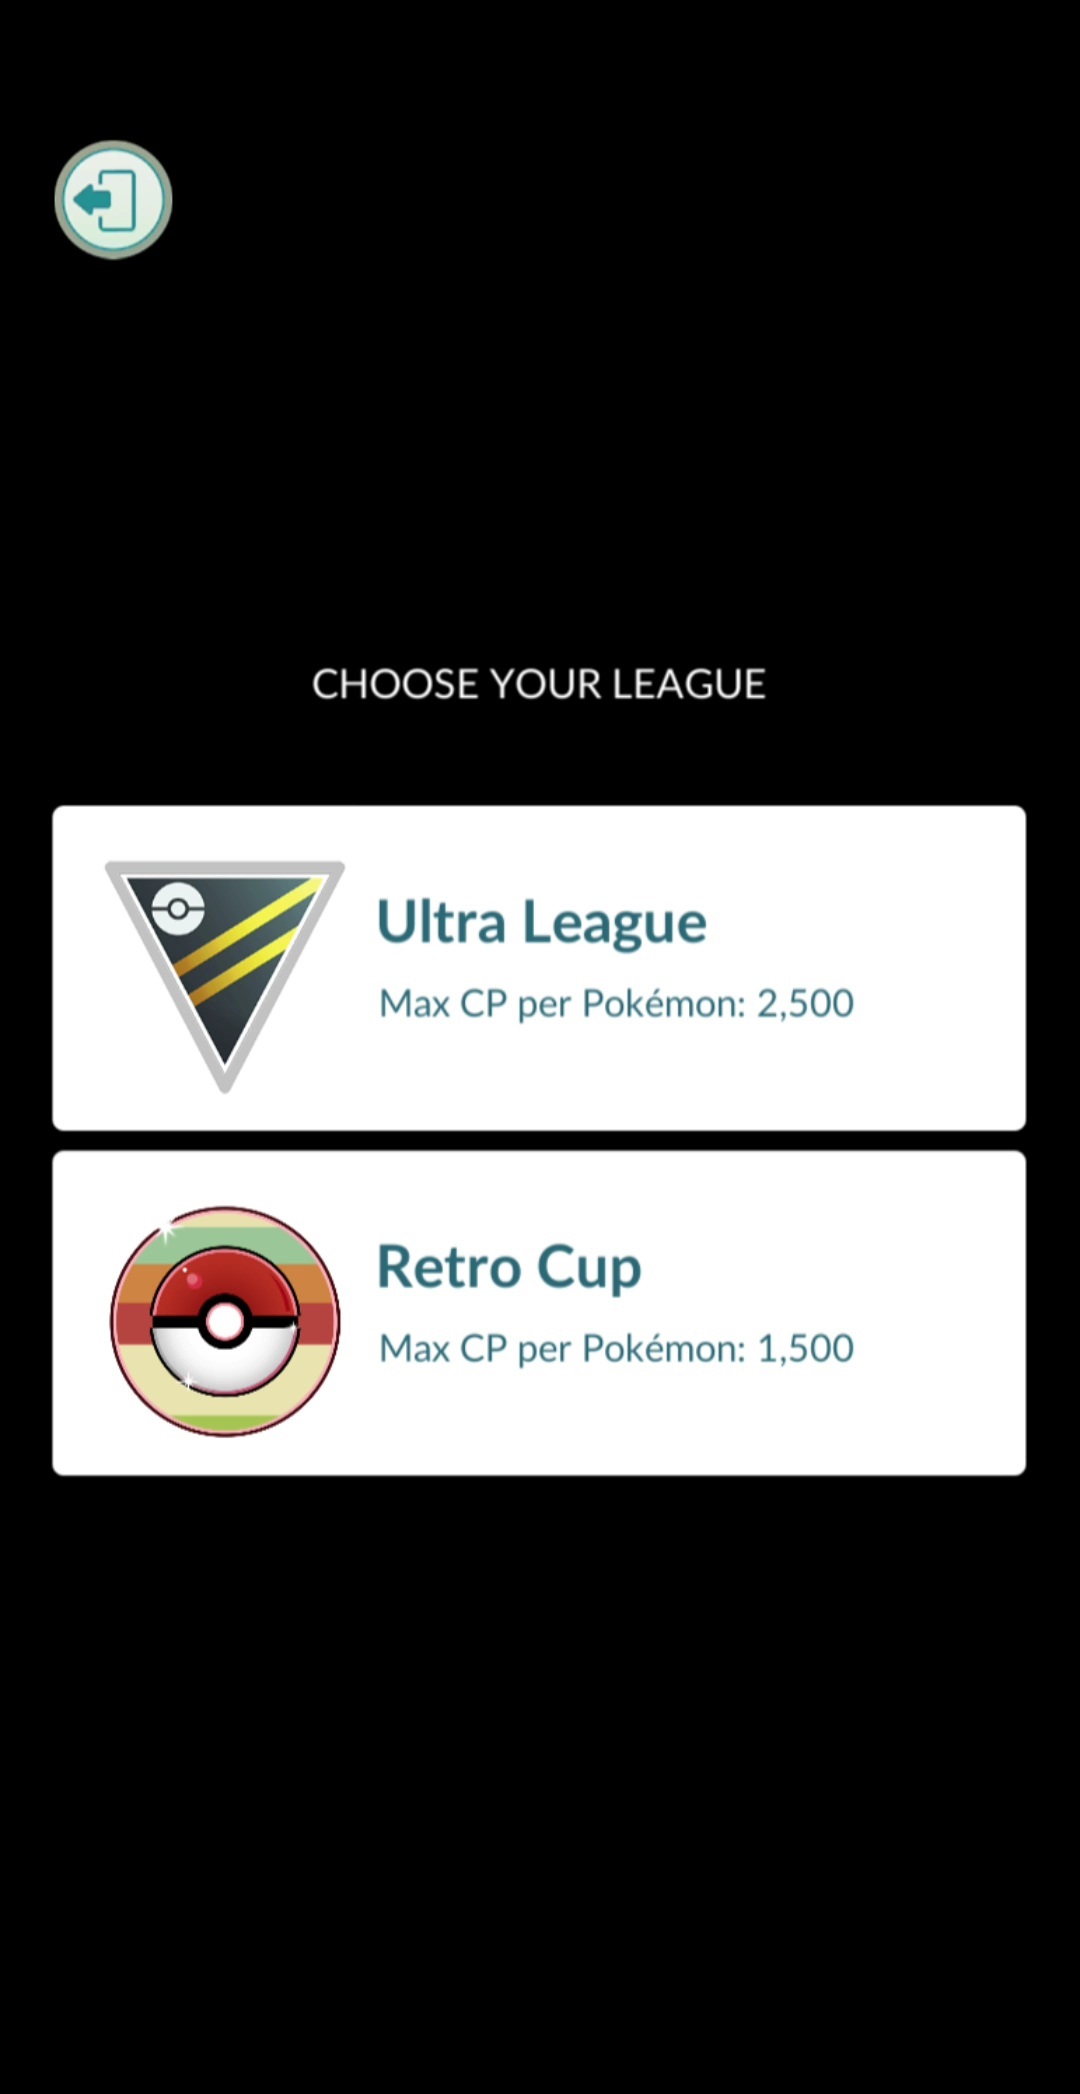 CHOOSE YOUR LEAGUE
Ultra League
Max CP per Pokémon: 2,500
Retro Cup
Max CP per Pokémon: 1,500